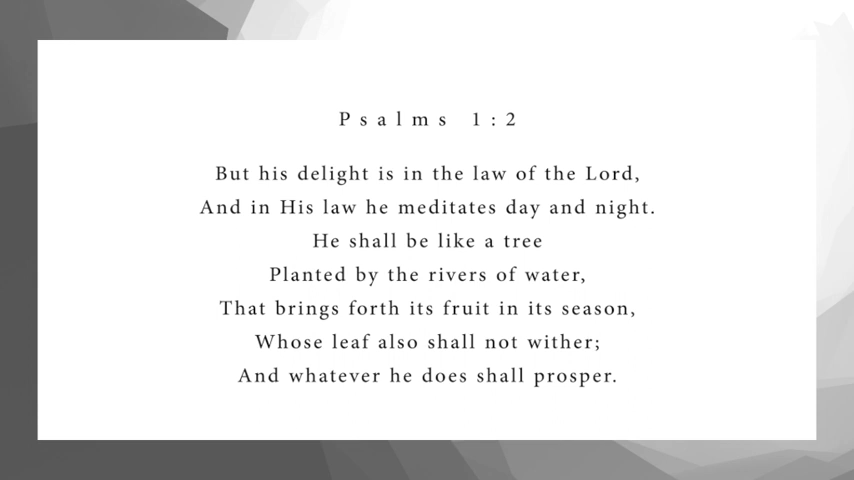 Psalms 1:2
But his delight is in the law of the Lord,
And in His law he meditates day and night.
He shall be like a tree
Planted by the rivers of water,
That brings forth its fruit in its season,
Whose leaf also shall not wither;
And whatever he does shall prosper.